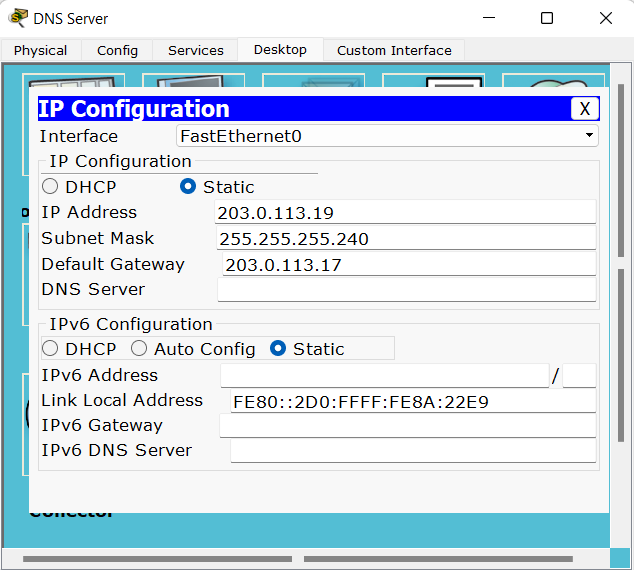 DNS Server
Physical Config Services Desktop Custom Interface
IP Configuration X
Interface FastEthernet0
IP Configuration
DHCP Static
IP Address 203.0.113.19
Subnet Mask 255.255.255.240
Default Gateway 203.0.113.17
DNS Server
IPv6 Configuration
DHCP Auto Config Static
IPv6 Address /
Link Local Address FE80::2D0:FFFF:FE8A:22E9
IPv6 Gateway
IPv6 DNS Server
Collector